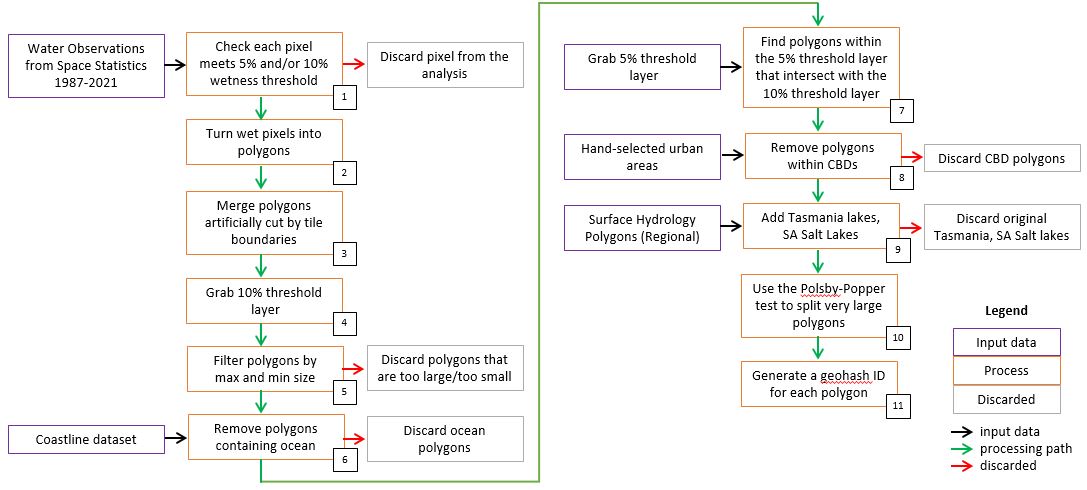 Water Observations
from Space Statistics
1987-2021
Check each pixel
meets 5% and/or 10%
wetness threshold
1
Discard pixel from the
analysis
Turn wet pixels into
polygons
2
Merge polygons
artificially cut by tile
boundaries
3
Grab 10% threshold
layer
4
Filter polygons by
max and min size
5
Discard polygons that
are too large/too small
Coastline dataset
Remove polygons
containing ocean
6
Discard ocean
polygons
Grab 5% threshold
layer
Find polygons within
the 5% threshold layer
that intersect with the
10% threshold layer
7
Hand-selected urban
areas
Remove polygons
within CBDs
8
Discard CBD polygons
Surface Hydrology
Polygons (Regional)
Add Tasmania lakes,
SA Salt Lakes
9
Discard original
Tasmania, SA Salt lakes
Use the Polsby-Popper
test to split very large
polygons
10
Generate a geohash ID
for each polygon
11
Legend
Input data
Process
Discarded
input data
processing path
discarded